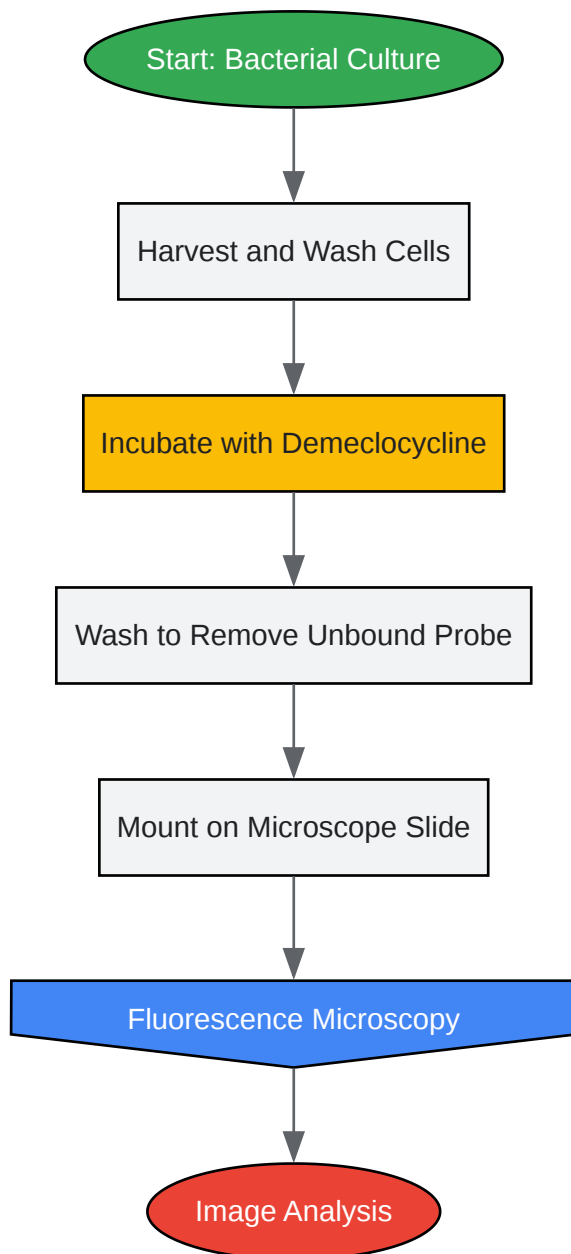 Start: Bacterial Culture
Harvest and Wash Cells
Incubate with Demeclocycline
Wash to Remove Unbound Probe
Mount on Microscope Slide
Fluorescence Microscopy
Image Analysis